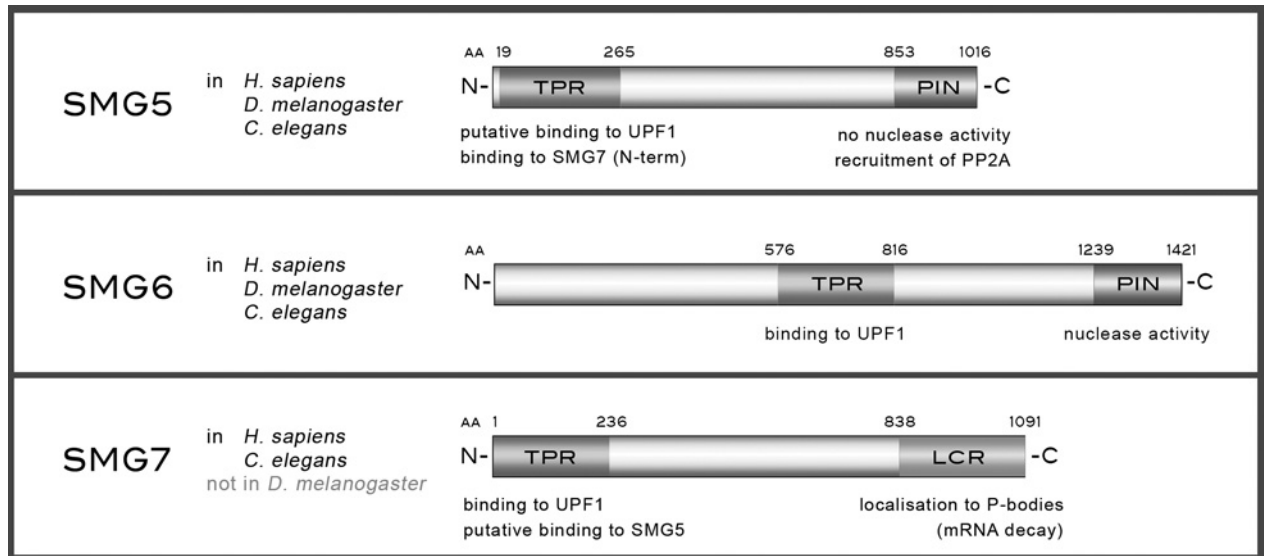 SMG5
in H. sapiens
D. melanogaster
C. elegans
AA 19 265 853 1016
N- TPR PIN -C
putative binding to UPF1
binding to SMG7 (N-term)
no nuclease activity
recruitment of PP2A
SMG6
in H. sapiens
D. melanogaster
C. elegans
AA 576 816 1239 1421
N- TPR PIN -C
binding to UPF1
nuclease activity
SMG7
in H. sapiens
C. elegans
not in D. melanogaster
AA 1 236 838 1091
N- TPR LCR -C
binding to UPF1
putative binding to SMG5
localisation to P-bodies
(mRNA decay)